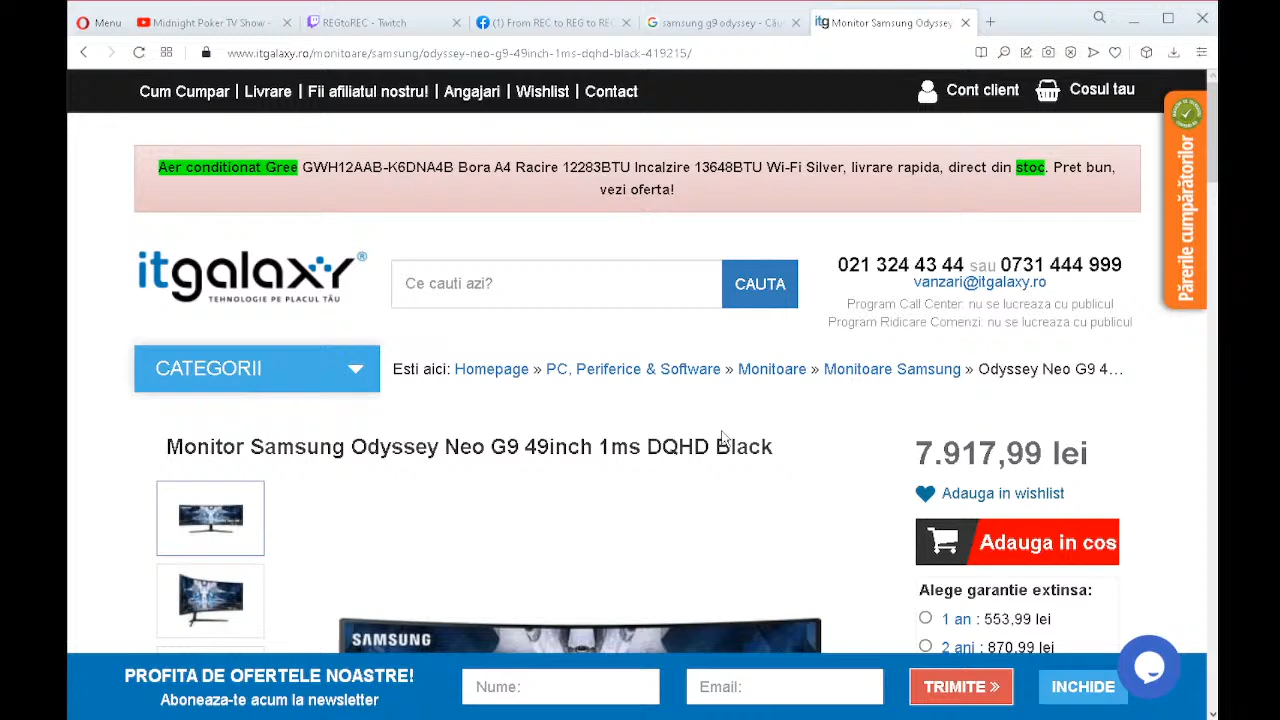 Menu
Midnight Poker TV Show -
REGtoREC - Twitch
(1) From REC to REG to REC
samsung g9 odyssey - Cău
itg Monitor Samsung Odyssey
www.itgalaxy.ro/monitoare/samsung/odyssey-neo-g9-49inch-1ms-dqhd-black-419215/
Cum Cumpar | Livrare | Fii afiliatul nostru! | Angajari | Wishlist | Contact
Cont client
Cosul tau
Aer conditionat Gree GWH12AAB-K6DNA4B Bora A4 Racire 12283BTU Incalzire 13648BTU Wi-Fi Silver, livrare rapida, direct din stoc. Pret bun,
vezi oferta!
Părerile cumpărătorilor
itgalaxy®
TEHNOLOGIE PE PLACUL TĂU
Ce cauti azi?
CAUTA
021 324 43 44 sau 0731 444 999
vanzari@itgalaxy.ro
Program Call Center: nu se lucreaza cu publicul
Program Ridicare Comenzi: nu se lucreaza cu publicul
CATEGORII
Esti aici: Homepage » PC, Periferice & Software » Monitoare » Monitoare Samsung » Odyssey Neo G9 4...
Monitor Samsung Odyssey Neo G9 49inch 1ms DQHD Black
7.917,99 lei
Adauga in wishlist
Adauga in cos
Alege garantie extinsa:
1 an : 553,99 lei
2 ani : 870,99 lei
SAMSUNG
PROFITA DE OFERTELE NOASTRE!
Aboneaza-te acum la newsletter
Nume:
Email:
TRIMITE »
INCHIDE